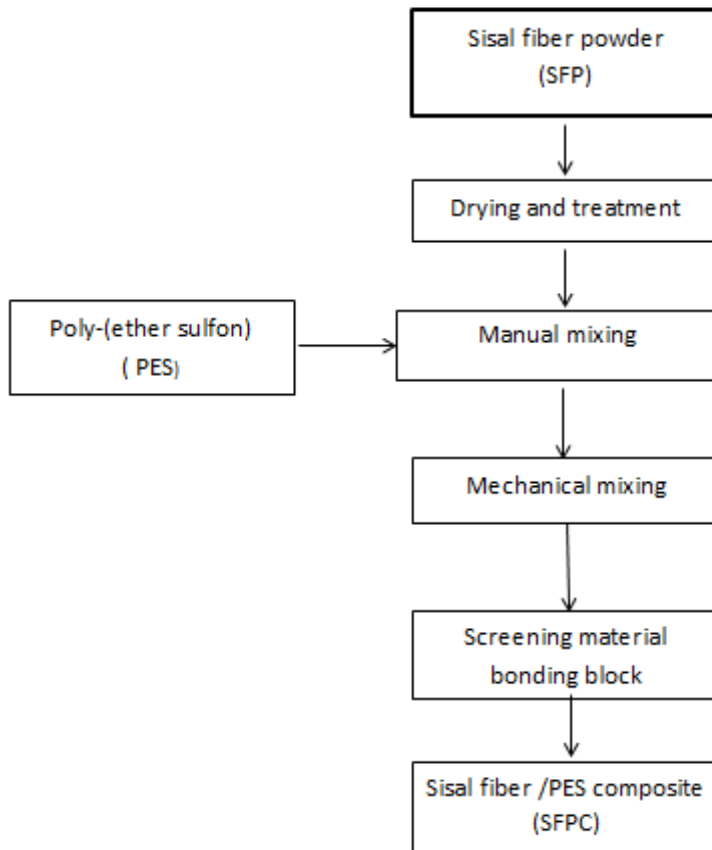 Sisal fiber powder
(SFP)
Drying and treatment
Poly-(ether sulfon)
( PES)
Manual mixing
Mechanical mixing
Screening material
bonding block
Sisal fiber /PES composite
(SFPC)